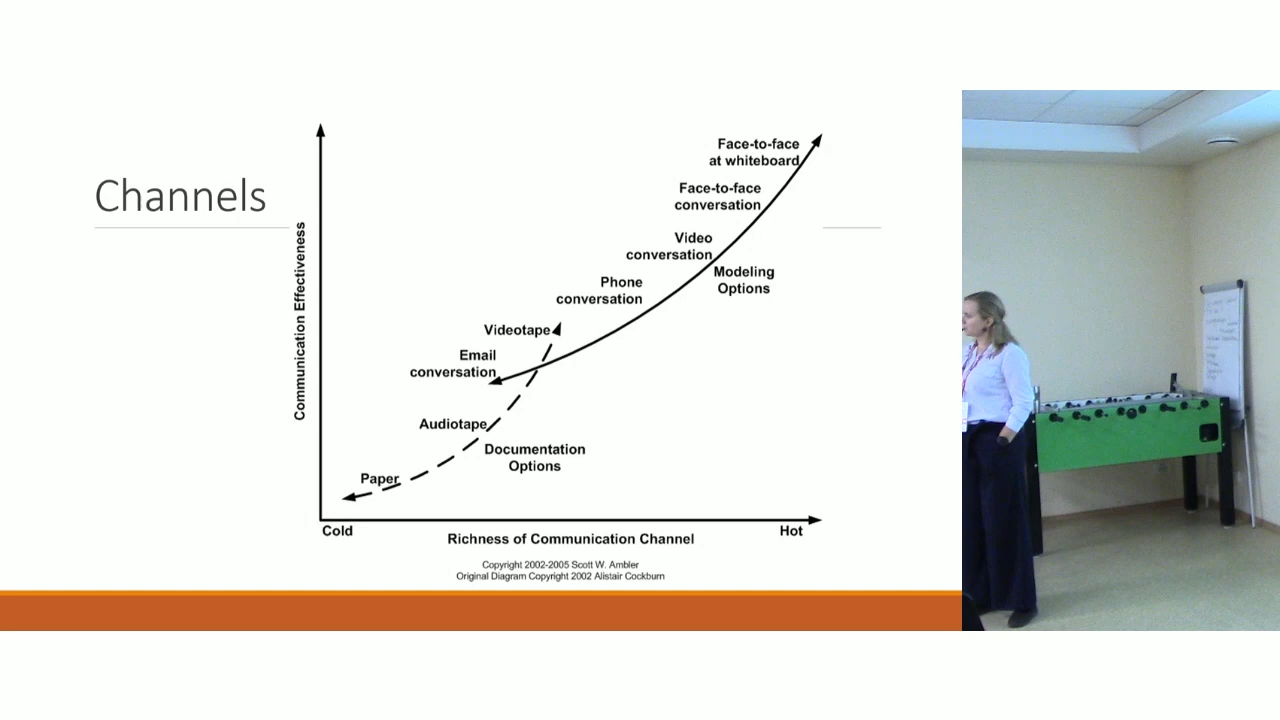 Channels
Communication Effectiveness
Face-to-face
at whiteboard
Face-to-face
conversation
Video
conversation
Modeling
Options
Phone
conversation
Videotape
Email
conversation
Audiotape
Documentation
Options
Paper
Cold
Hot
Richness of Communication Channel
Copyright 2002-2005 Scott W. Ambler
Original Diagram Copyright 2002 Alistair Cockburn